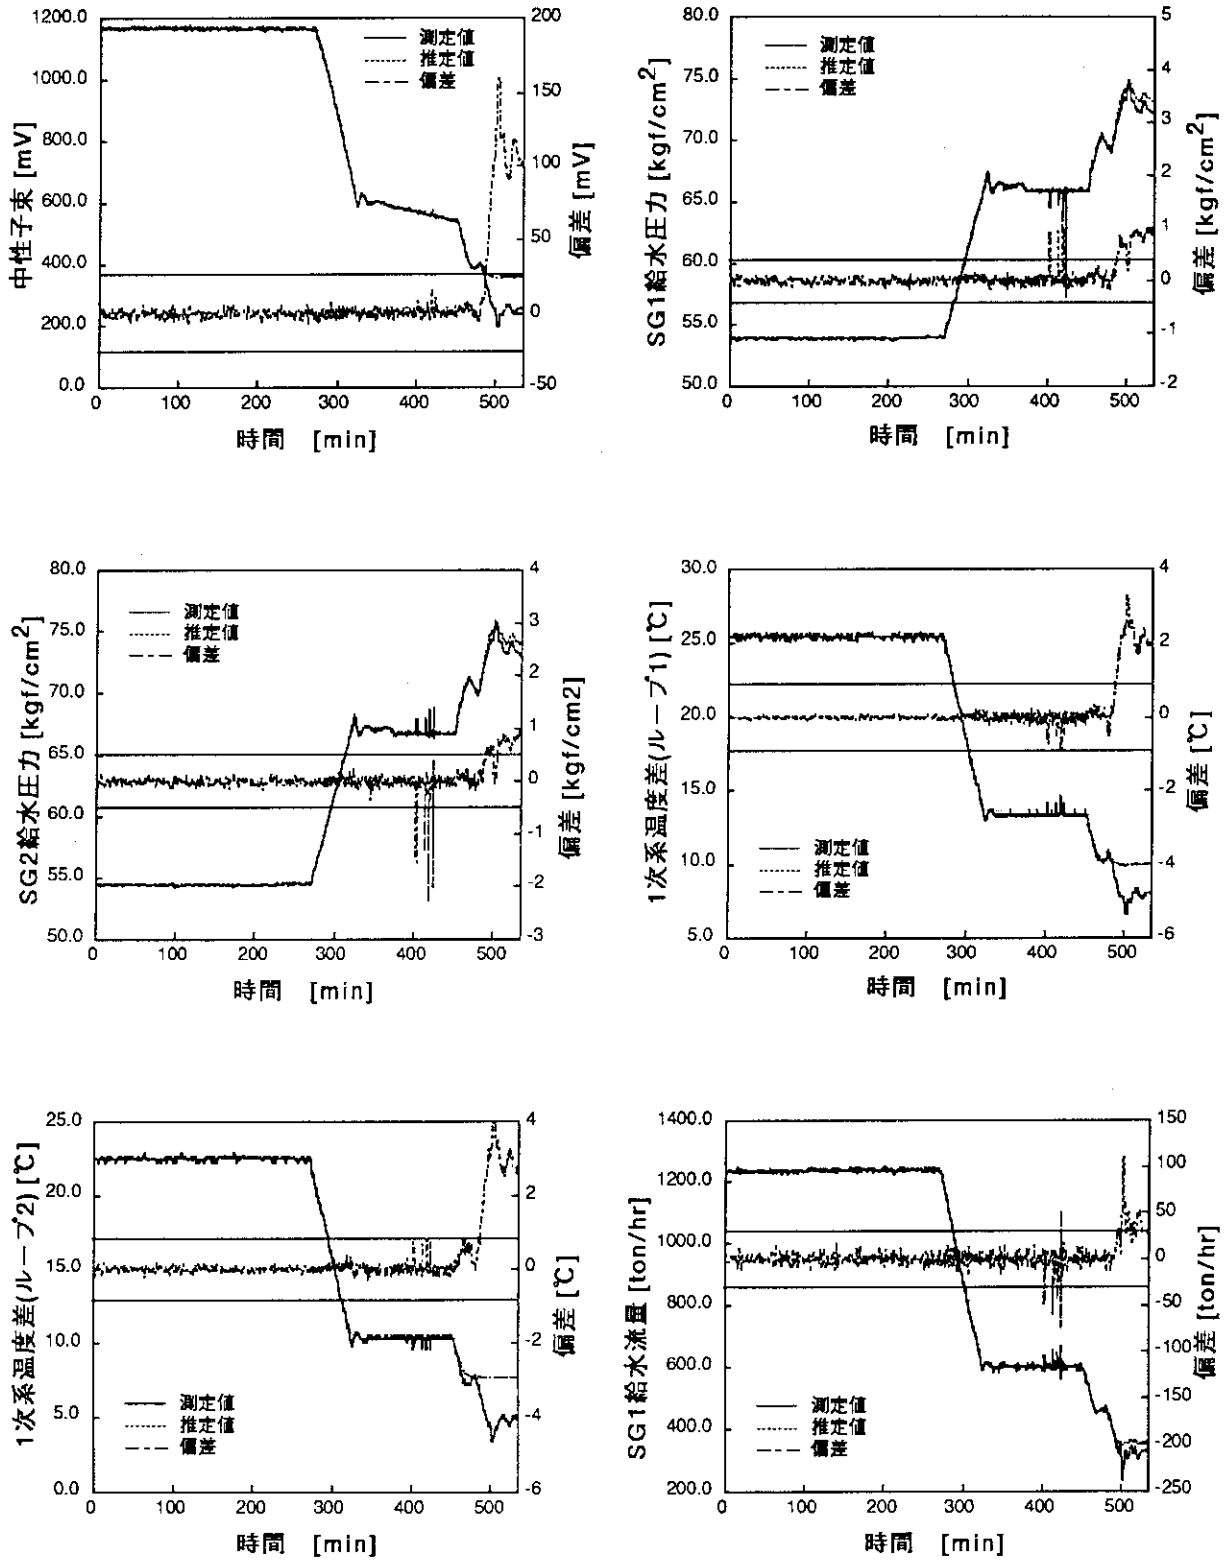 1200.0
1000.0
800.0
600.0
400.0
200.0
0.0
中性子束 [mV]
測定値
推定値
偏差
200
150
100
50
0
-50
偏差 [mV]
0 100 200 300 400 500
時間 [min]
80.0
75.0
70.0
65.0
60.0
55.0
50.0
SG1給水圧力 [kgf/cm²]
測定値
推定値
偏差
5
4
3
2
1
0
-1
-2
偏差 [kgf/cm²]
0 100 200 300 400 500
時間 [min]
80.0
75.0
70.0
65.0
60.0
55.0
50.0
SG2給水圧力 [kgf/cm²]
測定値
推定値
偏差
4
3
2
1
0
-1
-2
-3
偏差 [kgf/cm2]
0 100 200 300 400 500
時間 [min]
30.0
25.0
20.0
15.0
10.0
5.0
1次系温度差(ループ1) [℃]
測定値
推定値
偏差
4
2
0
-2
-4
-6
偏差 [℃]
0 100 200 300 400 500
時間 [min]
25.0
20.0
15.0
10.0
5.0
0.0
1次系温度差(ループ2) [℃]
測定値
推定値
偏差
4
2
0
-2
-4
-6
偏差 [℃]
0 100 200 300 400 500
時間 [min]
1400.0
1200.0
1000.0
800.0
600.0
400.0
200.0
SG1給水流量 [ton/hr]
測定値
推定値
偏差
150
100
50
0
-50
-100
-150
-200
-250
偏差 [ton/hr]
0 100 200 300 400 500
時間 [min]